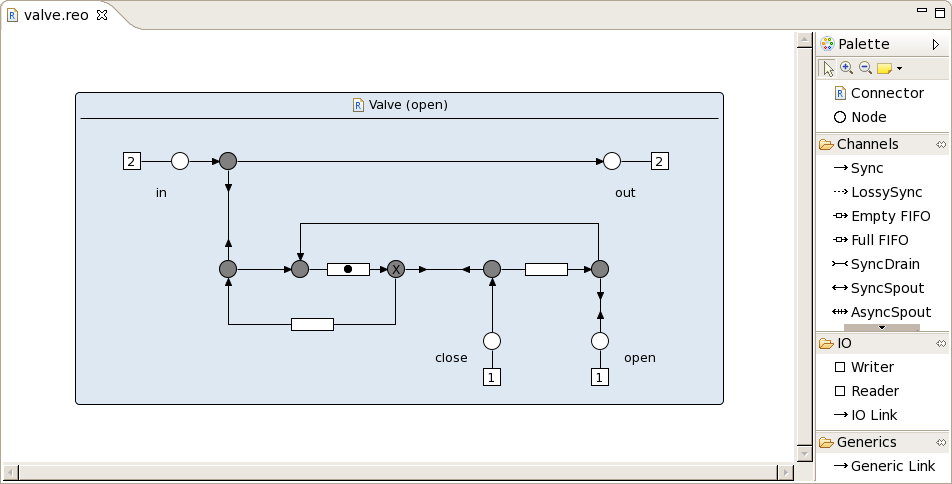 valve.reo
Palette
Connector
Node
Channels
Sync
LossySync
Empty FIFO
Full FIFO
SyncDrain
SyncSpout
AsyncSpout
IO
Writer
Reader
IO Link
Generics
Generic Link
R Valve (open)
2
2
in
out
X
close
open
1
1